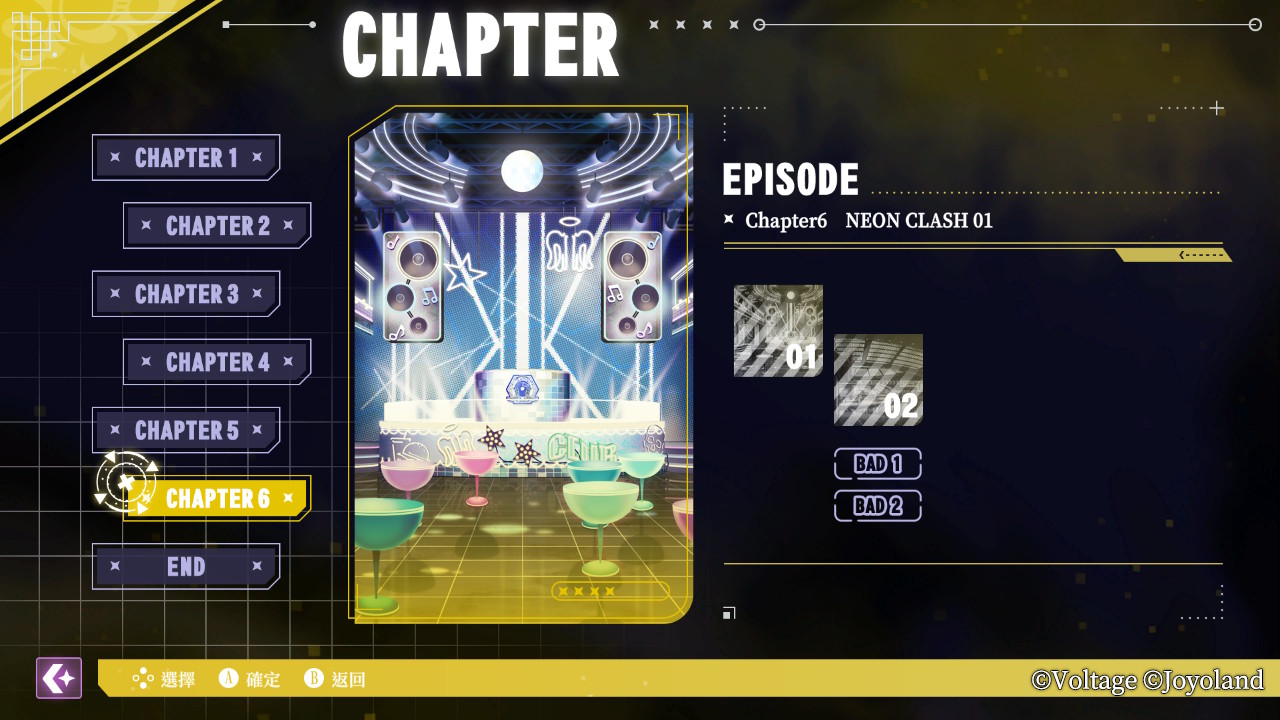 CHAPTER
CHAPTER 1
CHAPTER 2
CHAPTER 3
CHAPTER 4
CHAPTER 5
CHAPTER 6
END
CLUB
EPISODE
Chapter6 NEON CLASH 01
01
02
BAD 1
BAD 2
選擇 A 確定 B 返回
©Voltage ©Joyoland